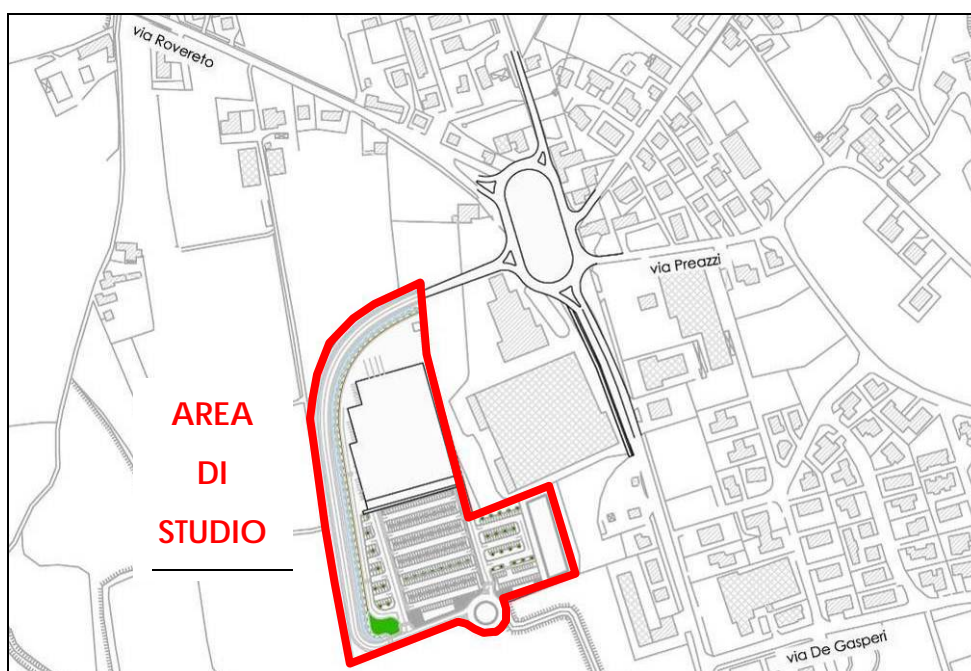 via Rovereto
via Preazzi
AREA
DI
STUDIO
via De Gasperi